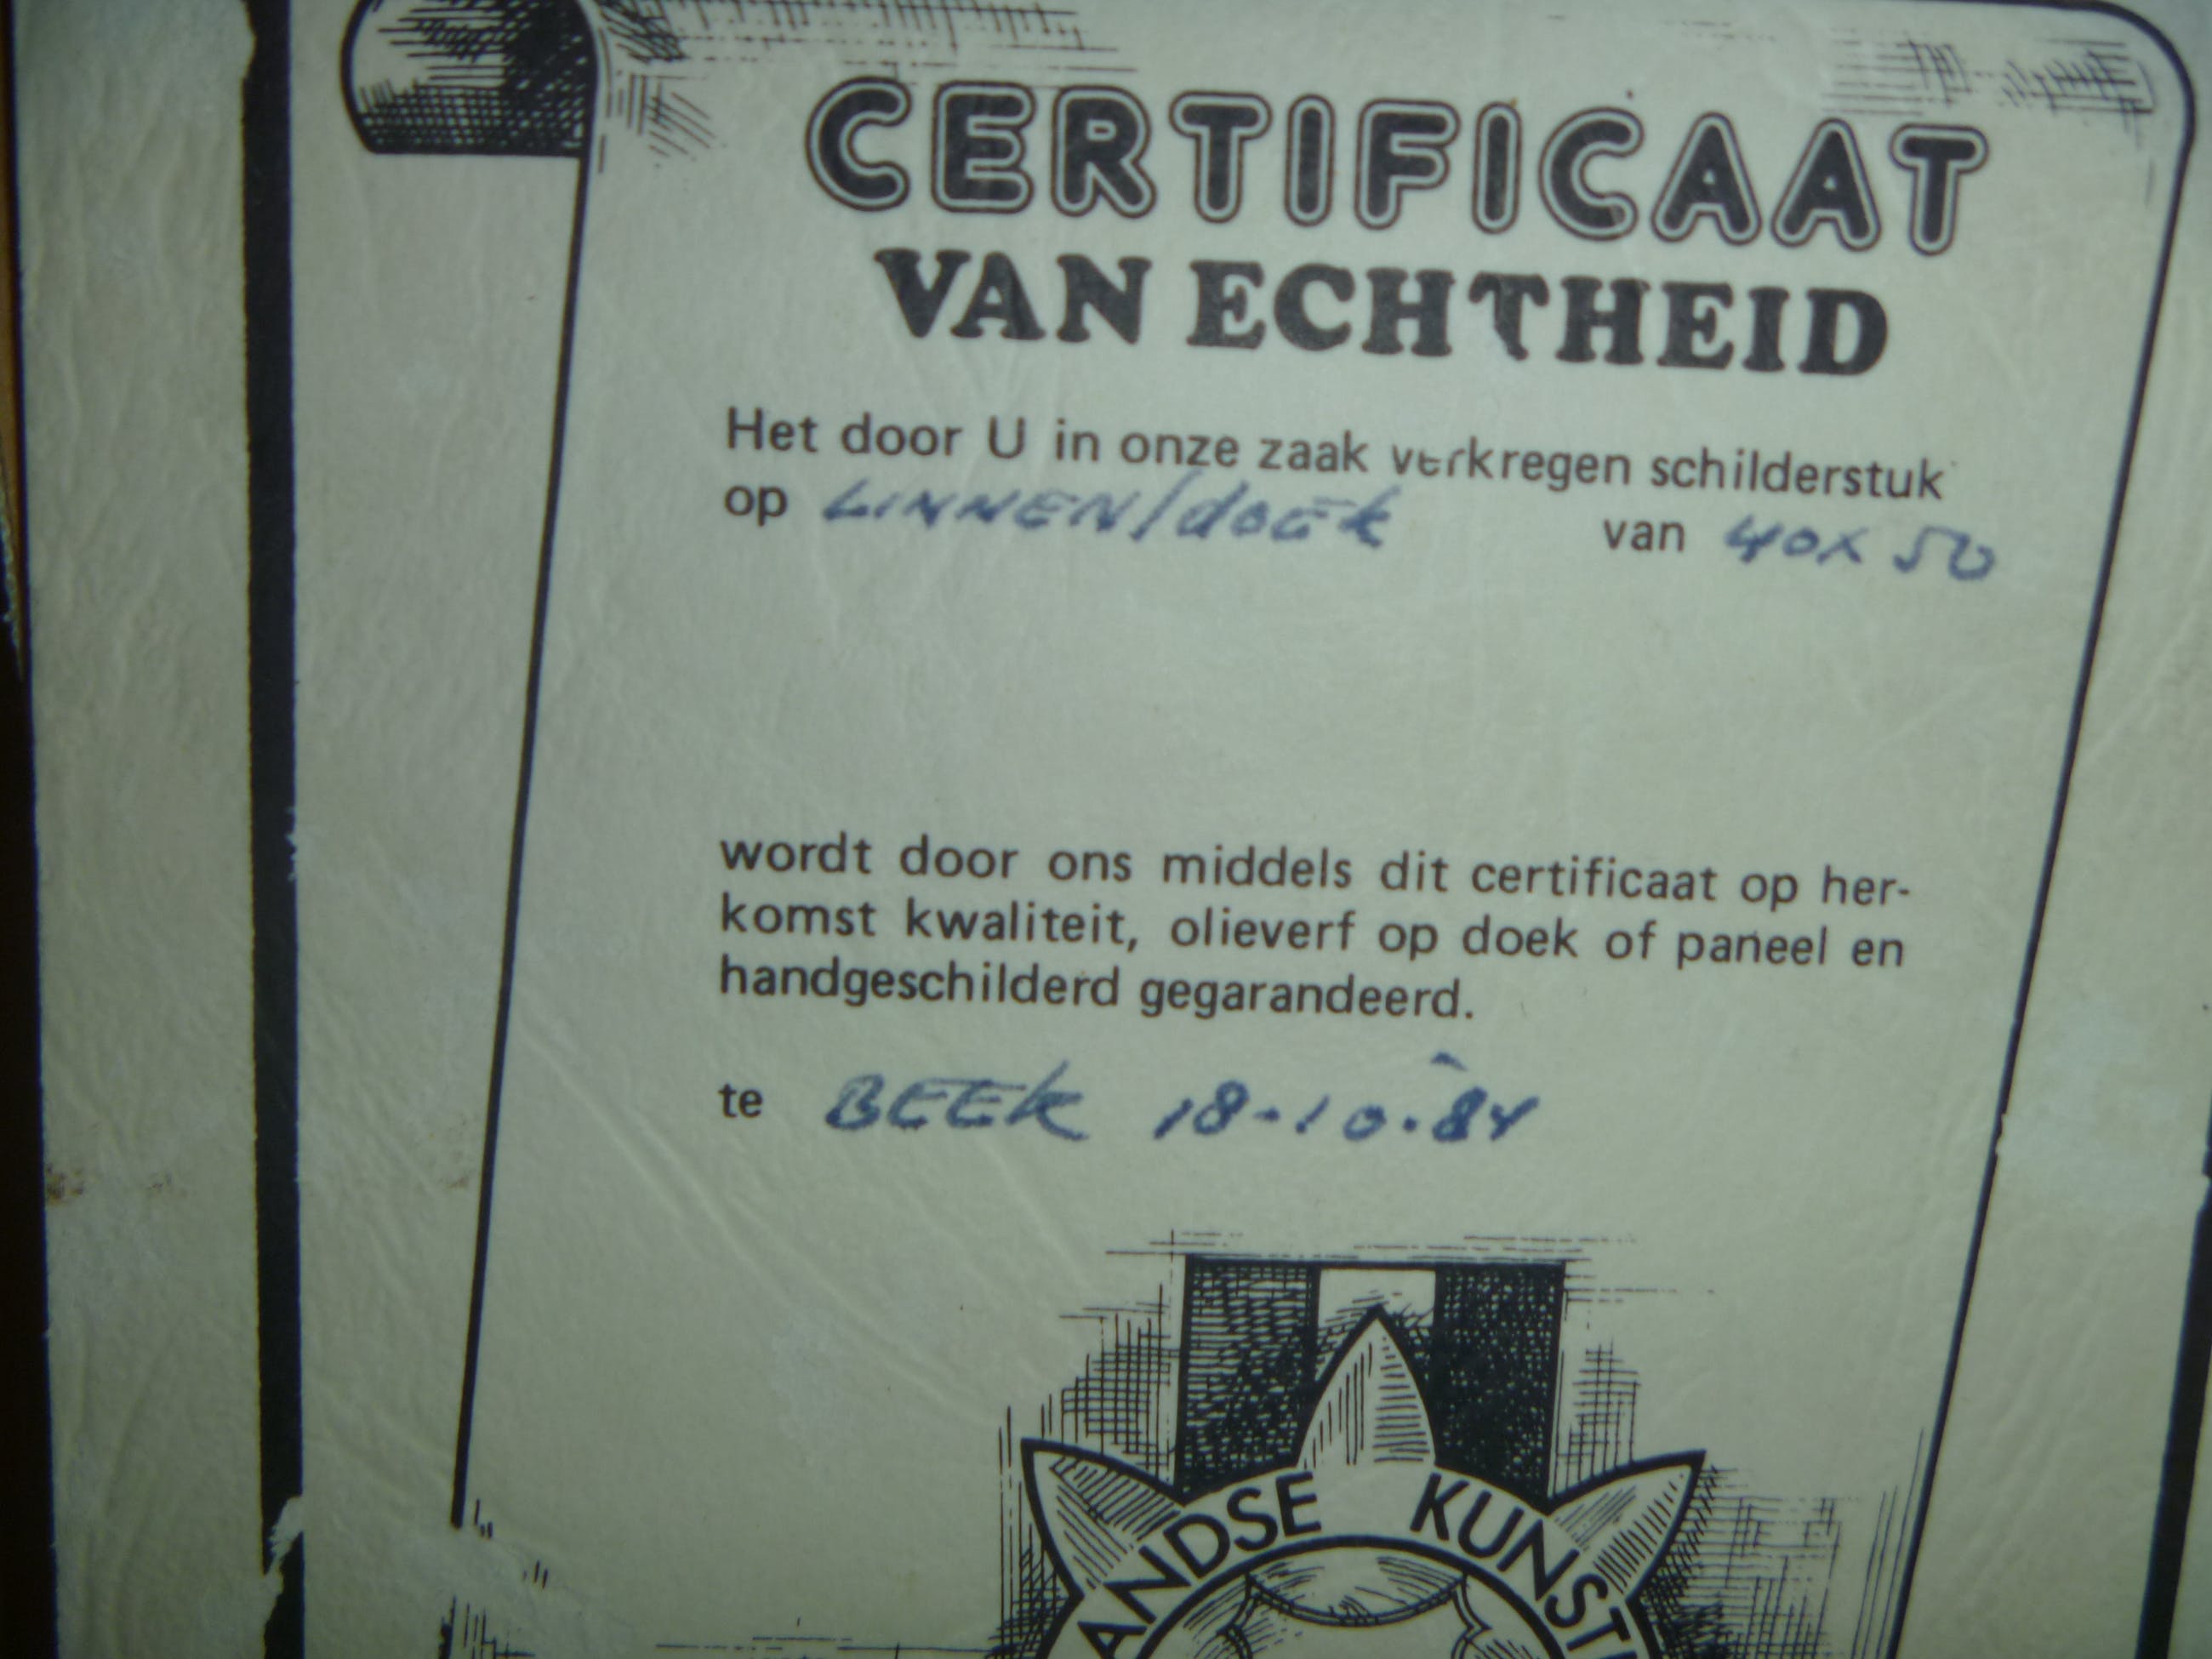 CERTIFICAAT
VAN ECHTHEID
Het door U in onze zaak verkregen schilderstuk
op LINNEN/doek van 40x50
wordt door ons middels dit certificaat op her-
komst kwaliteit, olieverf op doek of paneel en
handgeschilderd gegarandeerd.
te BEEK 18-10-84
ANDSE KUNST